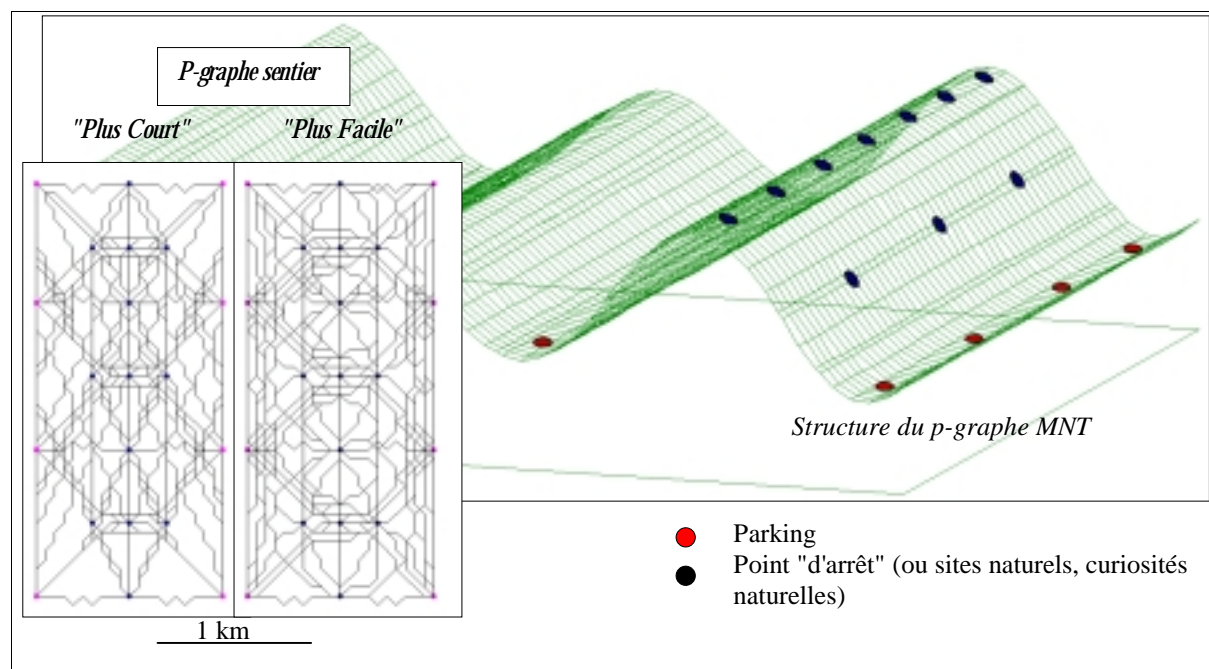 P-graphe sentier
"Plus Court" "Plus Facile"
Structure du p-graphe MNT
Parking
Point "d'arrêt" (ou sites naturels, curiosités
naturelles)
1 km